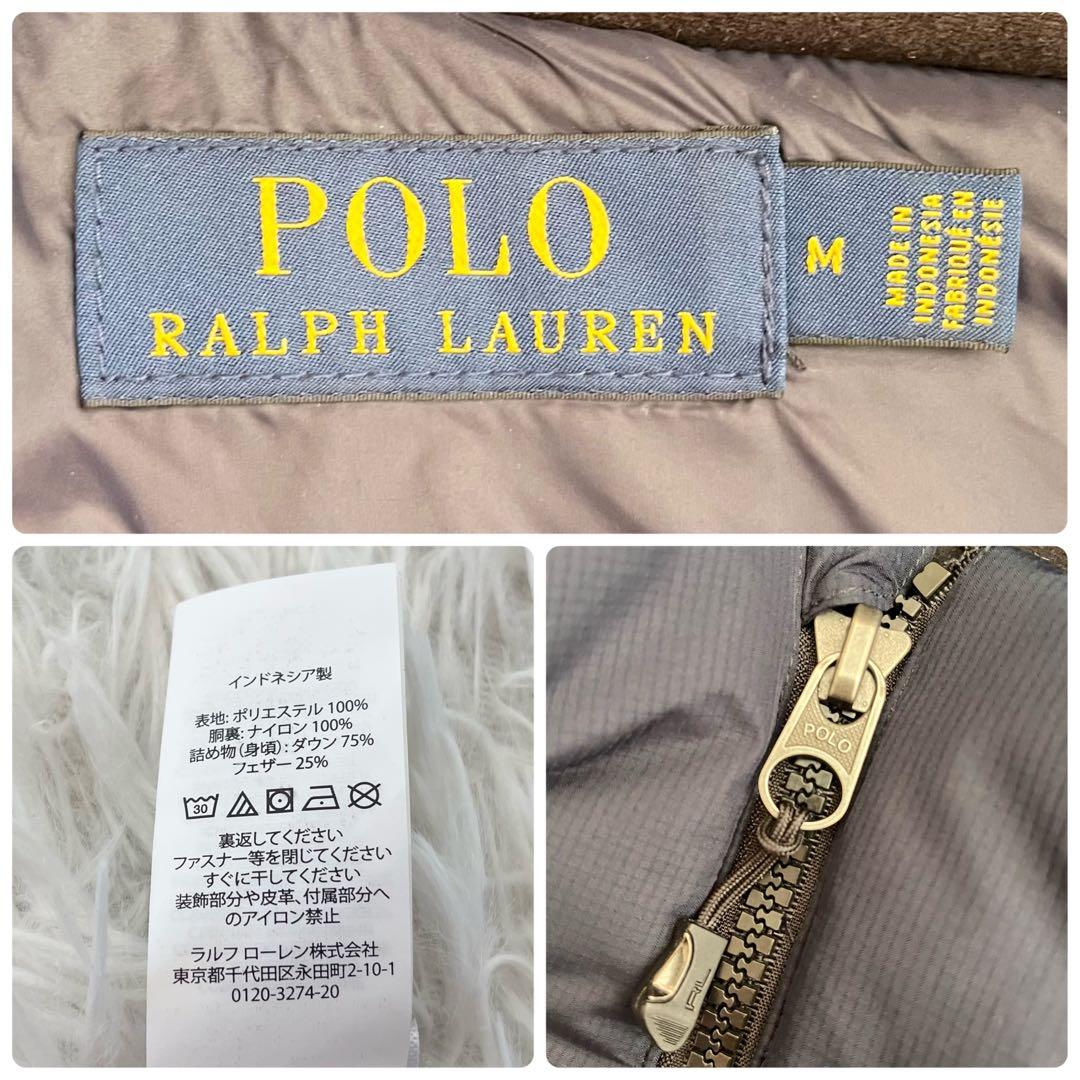 POLO
RALPH LAUREN
M
MADE IN
INDONESIA
FABRIQUÉ EN
INDONÉSIE
インドネシア製
表地: ポリエステル 100%
胴裏: ナイロン 100%
詰め物 (身頃) : ダウン 75%
フェザー 25%
30
裏返してください
ファスナー等を閉じてください
すぐに干してください
装飾部分や皮革、付属部分へ
のアイロン禁止
ラルフ ローレン株式会社
東京都千代田区永田町2-10-1
0120-3274-20
POLO
RL